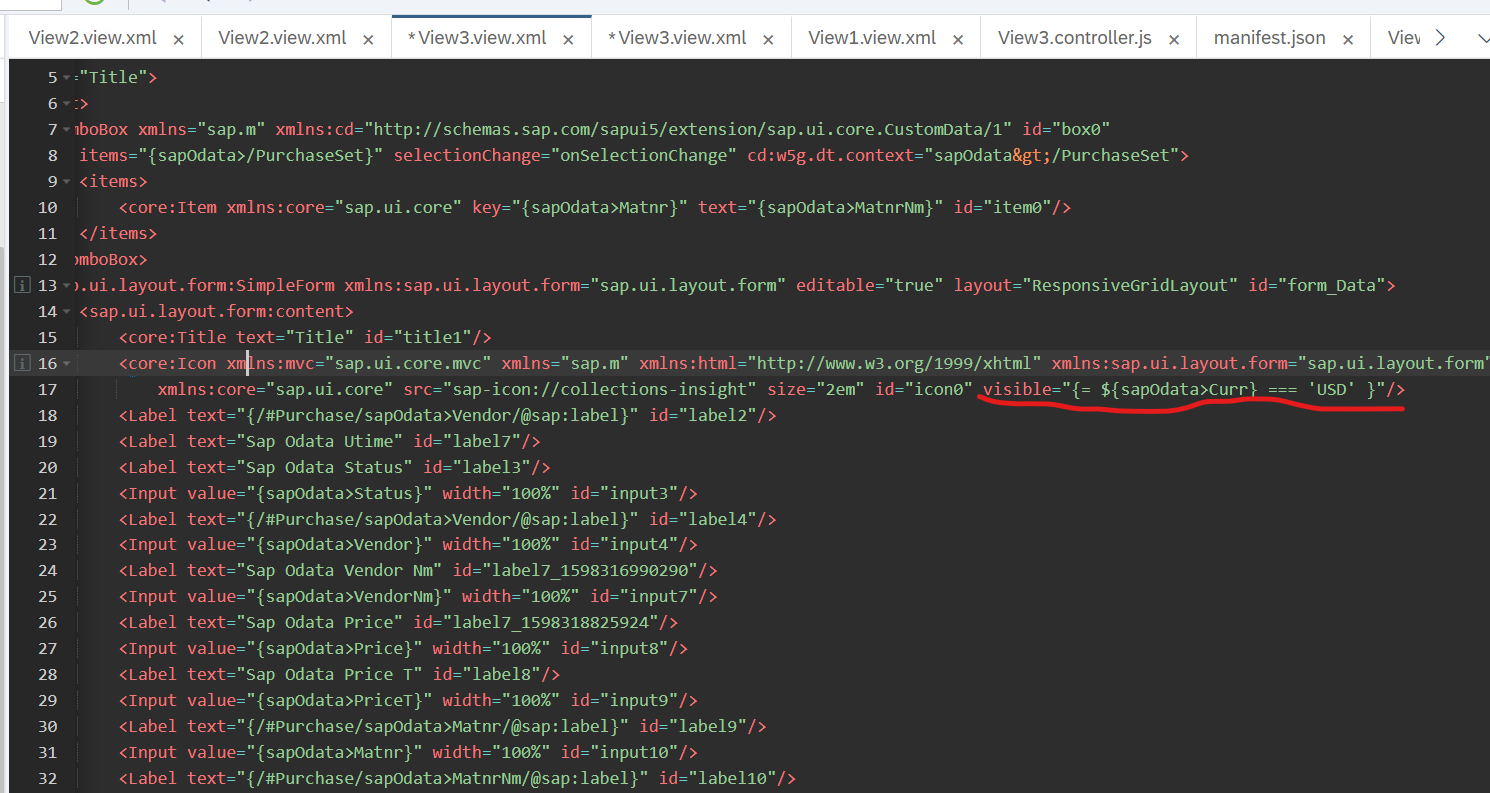 View2.view.xml × View2.view.xml × * View3.view.xml × * View3.view.xml × View1.view.xml × View3.controller.js × manifest.json × View
5 ="Title">
6 t>
7 mboBox xmlns="sap.m" xmlns:cd="http://schemas.sap.com/sapui5/extension/sap.ui.core.CustomData/1" id="box0"
8 items="{sapOdata>/PurchaseSet}" selectionChange="onSelectionChange" cd:w5g.dt.context="sapOdata&gt;/PurchaseSet">
9 <items>
10 <core:Item xmlns:core="sap.ui.core" key="{sapOdata>Matnr}" text="{sapOdata>MatnrNm}" id="item0"/>
11 </items>
12 omboBox>
13 p.ui.layout.form:SimpleForm xmlns:sap.ui.layout.form="sap.ui.layout.form" editable="true" layout="ResponsiveGridLayout" id="form_Data">
14 <sap.ui.layout.form:content>
15 <core:Title text="Title" id="title1"/>
16 <core:Icon xmlns:mvc="sap.ui.core.mvc" xmlns="sap.m" xmlns:html="http://www.w3.org/1999/xhtml" xmlns:sap.ui.layout.form="sap.ui.layout.form"
17 xmlns:core="sap.ui.core" src="sap-icon://collections-insight" size="2em" id="icon0" visible="{= ${sapOdata>Curr} === 'USD' }"/>
18 <Label text="{/#Purchase/sapOdata>Vendor/@sap:label}" id="label2"/>
19 <Label text="Sap Odata Utime" id="label7"/>
20 <Label text="Sap Odata Status" id="label3"/>
21 <Input value="{sapOdata>Status}" width="100%" id="input3"/>
22 <Label text="{/#Purchase/sapOdata>Vendor/@sap:label}" id="label4"/>
23 <Input value="{sapOdata>Vendor}" width="100%" id="input4"/>
24 <Label text="Sap Odata Vendor Nm" id="label7_1598316990290"/>
25 <Input value="{sapOdata>VendorNm}" width="100%" id="input7"/>
26 <Label text="Sap Odata Price" id="label7_1598318825924"/>
27 <Input value="{sapOdata>Price}" width="100%" id="input8"/>
28 <Label text="Sap Odata Price T" id="label8"/>
29 <Input value="{sapOdata>PriceT}" width="100%" id="input9"/>
30 <Label text="{/#Purchase/sapOdata>Matnr/@sap:label}" id="label9"/>
31 <Input value="{sapOdata>Matnr}" width="100%" id="input10"/>
32 <Label text="{/#Purchase/sapOdata>MatnrNm/@sap:label}" id="label10"/>